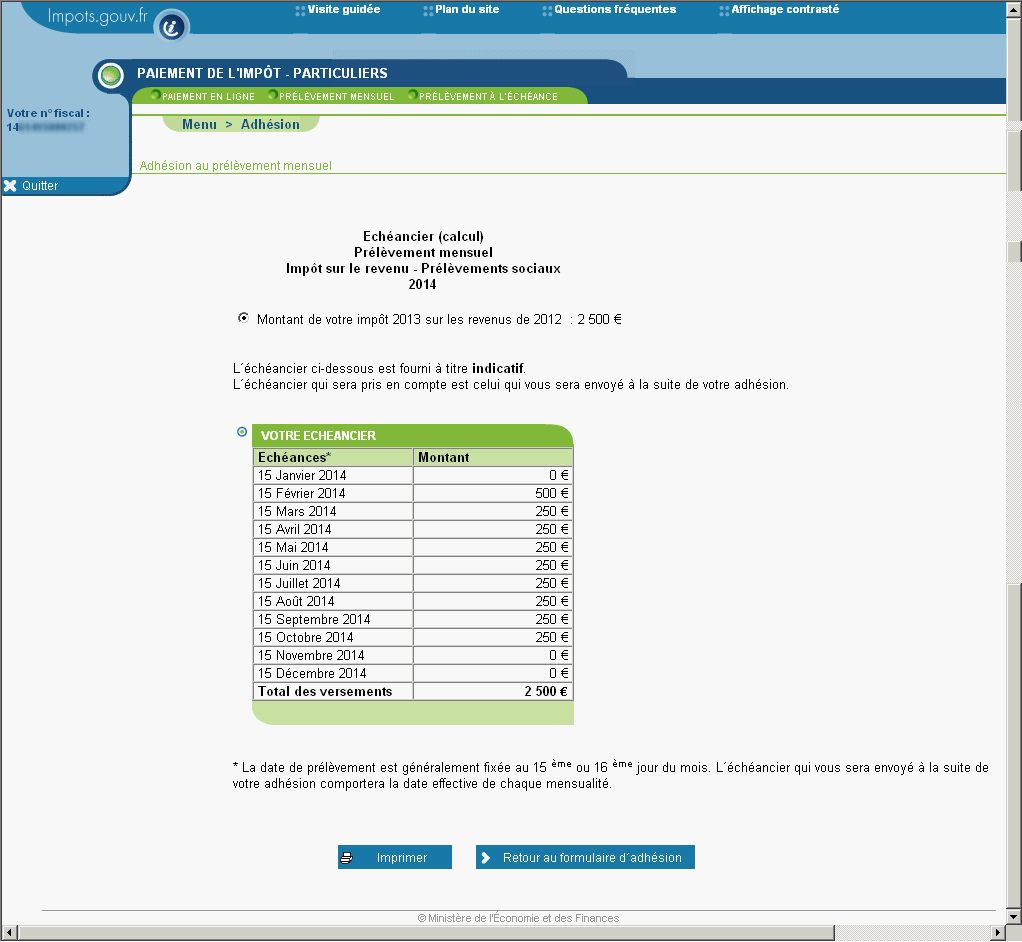 Impots.gouv.fr
Visite guidée
Plan du site
Questions fréquentes
Affichage contrasté
PAIEMENT DE L'IMPÔT - PARTICULIERS
PAIEMENT EN LIGNE
PRÉLÈVEMENT MENSUEL
PRÉLÈVEMENT À L'ÉCHÉANCE
Votre n° fiscal :
14
Menu > Adhésion
Adhésion au prélèvement mensuel
Quitter
Echéancier (calcul)
Prélèvement mensuel
Impôt sur le revenu - Prélèvements sociaux
2014
Montant de votre impôt 2013 sur les revenus de 2012 : 2 500 €
L´échéancier ci-dessous est fourni à titre indicatif.
L´échéancier qui sera pris en compte est celui qui vous sera envoyé à la suite de votre adhésion.
VOTRE ECHEANCIER
Echéances* Montant
15 Janvier 2014 0 €
15 Février 2014 500 €
15 Mars 2014 250 €
15 Avril 2014 250 €
15 Mai 2014 250 €
15 Juin 2014 250 €
15 Juillet 2014 250 €
15 Août 2014 250 €
15 Septembre 2014 250 €
15 Octobre 2014 250 €
15 Novembre 2014 0 €
15 Décembre 2014 0 €
Total des versements 2 500 €
* La date de prélèvement est généralement fixée au 15 ème ou 16 ème jour du mois. L´échéancier qui vous sera envoyé à la suite de
votre adhésion comportera la date effective de chaque mensualité.
Imprimer
Retour au formulaire d´adhésion
© Ministère de l'Économie et des Finances